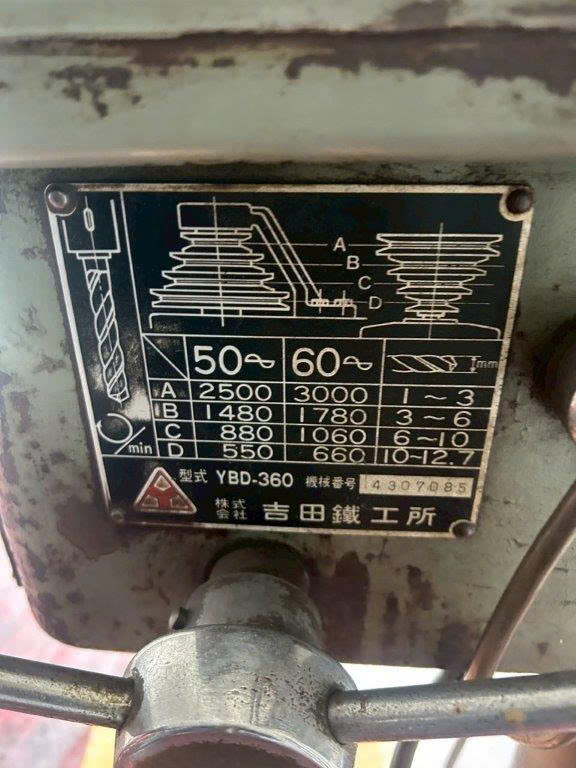 A
B
C
D
50~ 60~ mm
A 2500 3000 1～3
B 1480 1780 3～6
C 880 1060 6～10
D 550 660 10～12.7
/min
型式 YBD-360 機械番号 4307085
株式会社 吉田鐵工所